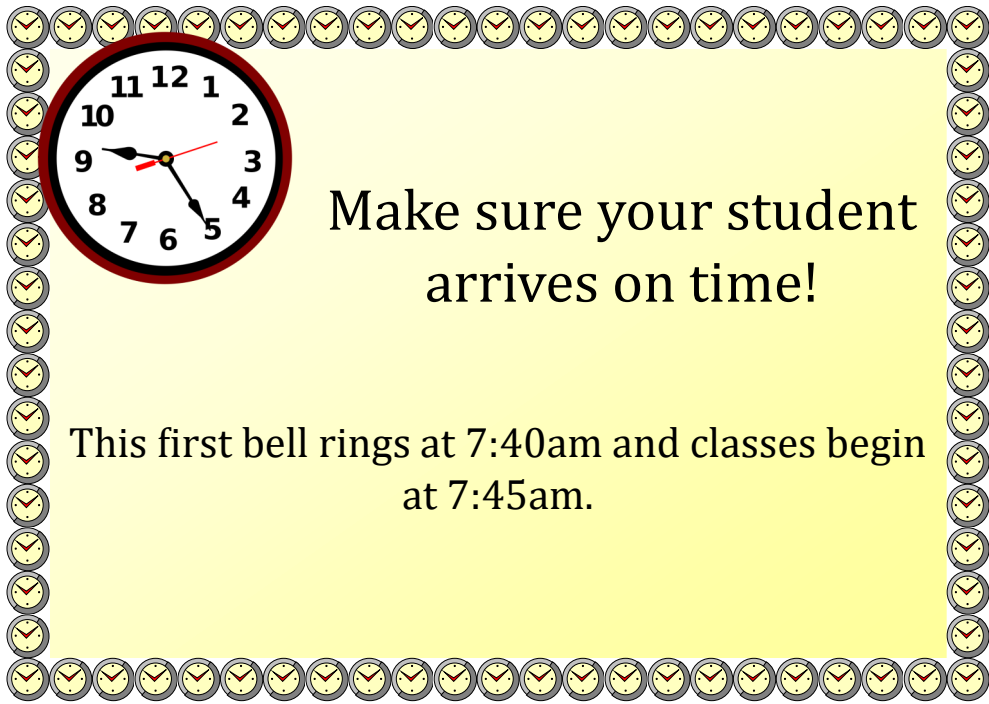 12
11 1
10 2
9 3
8 4
7 5
6
Make sure your student
arrives on time!
This first bell rings at 7:40am and classes begin
at 7:45am.